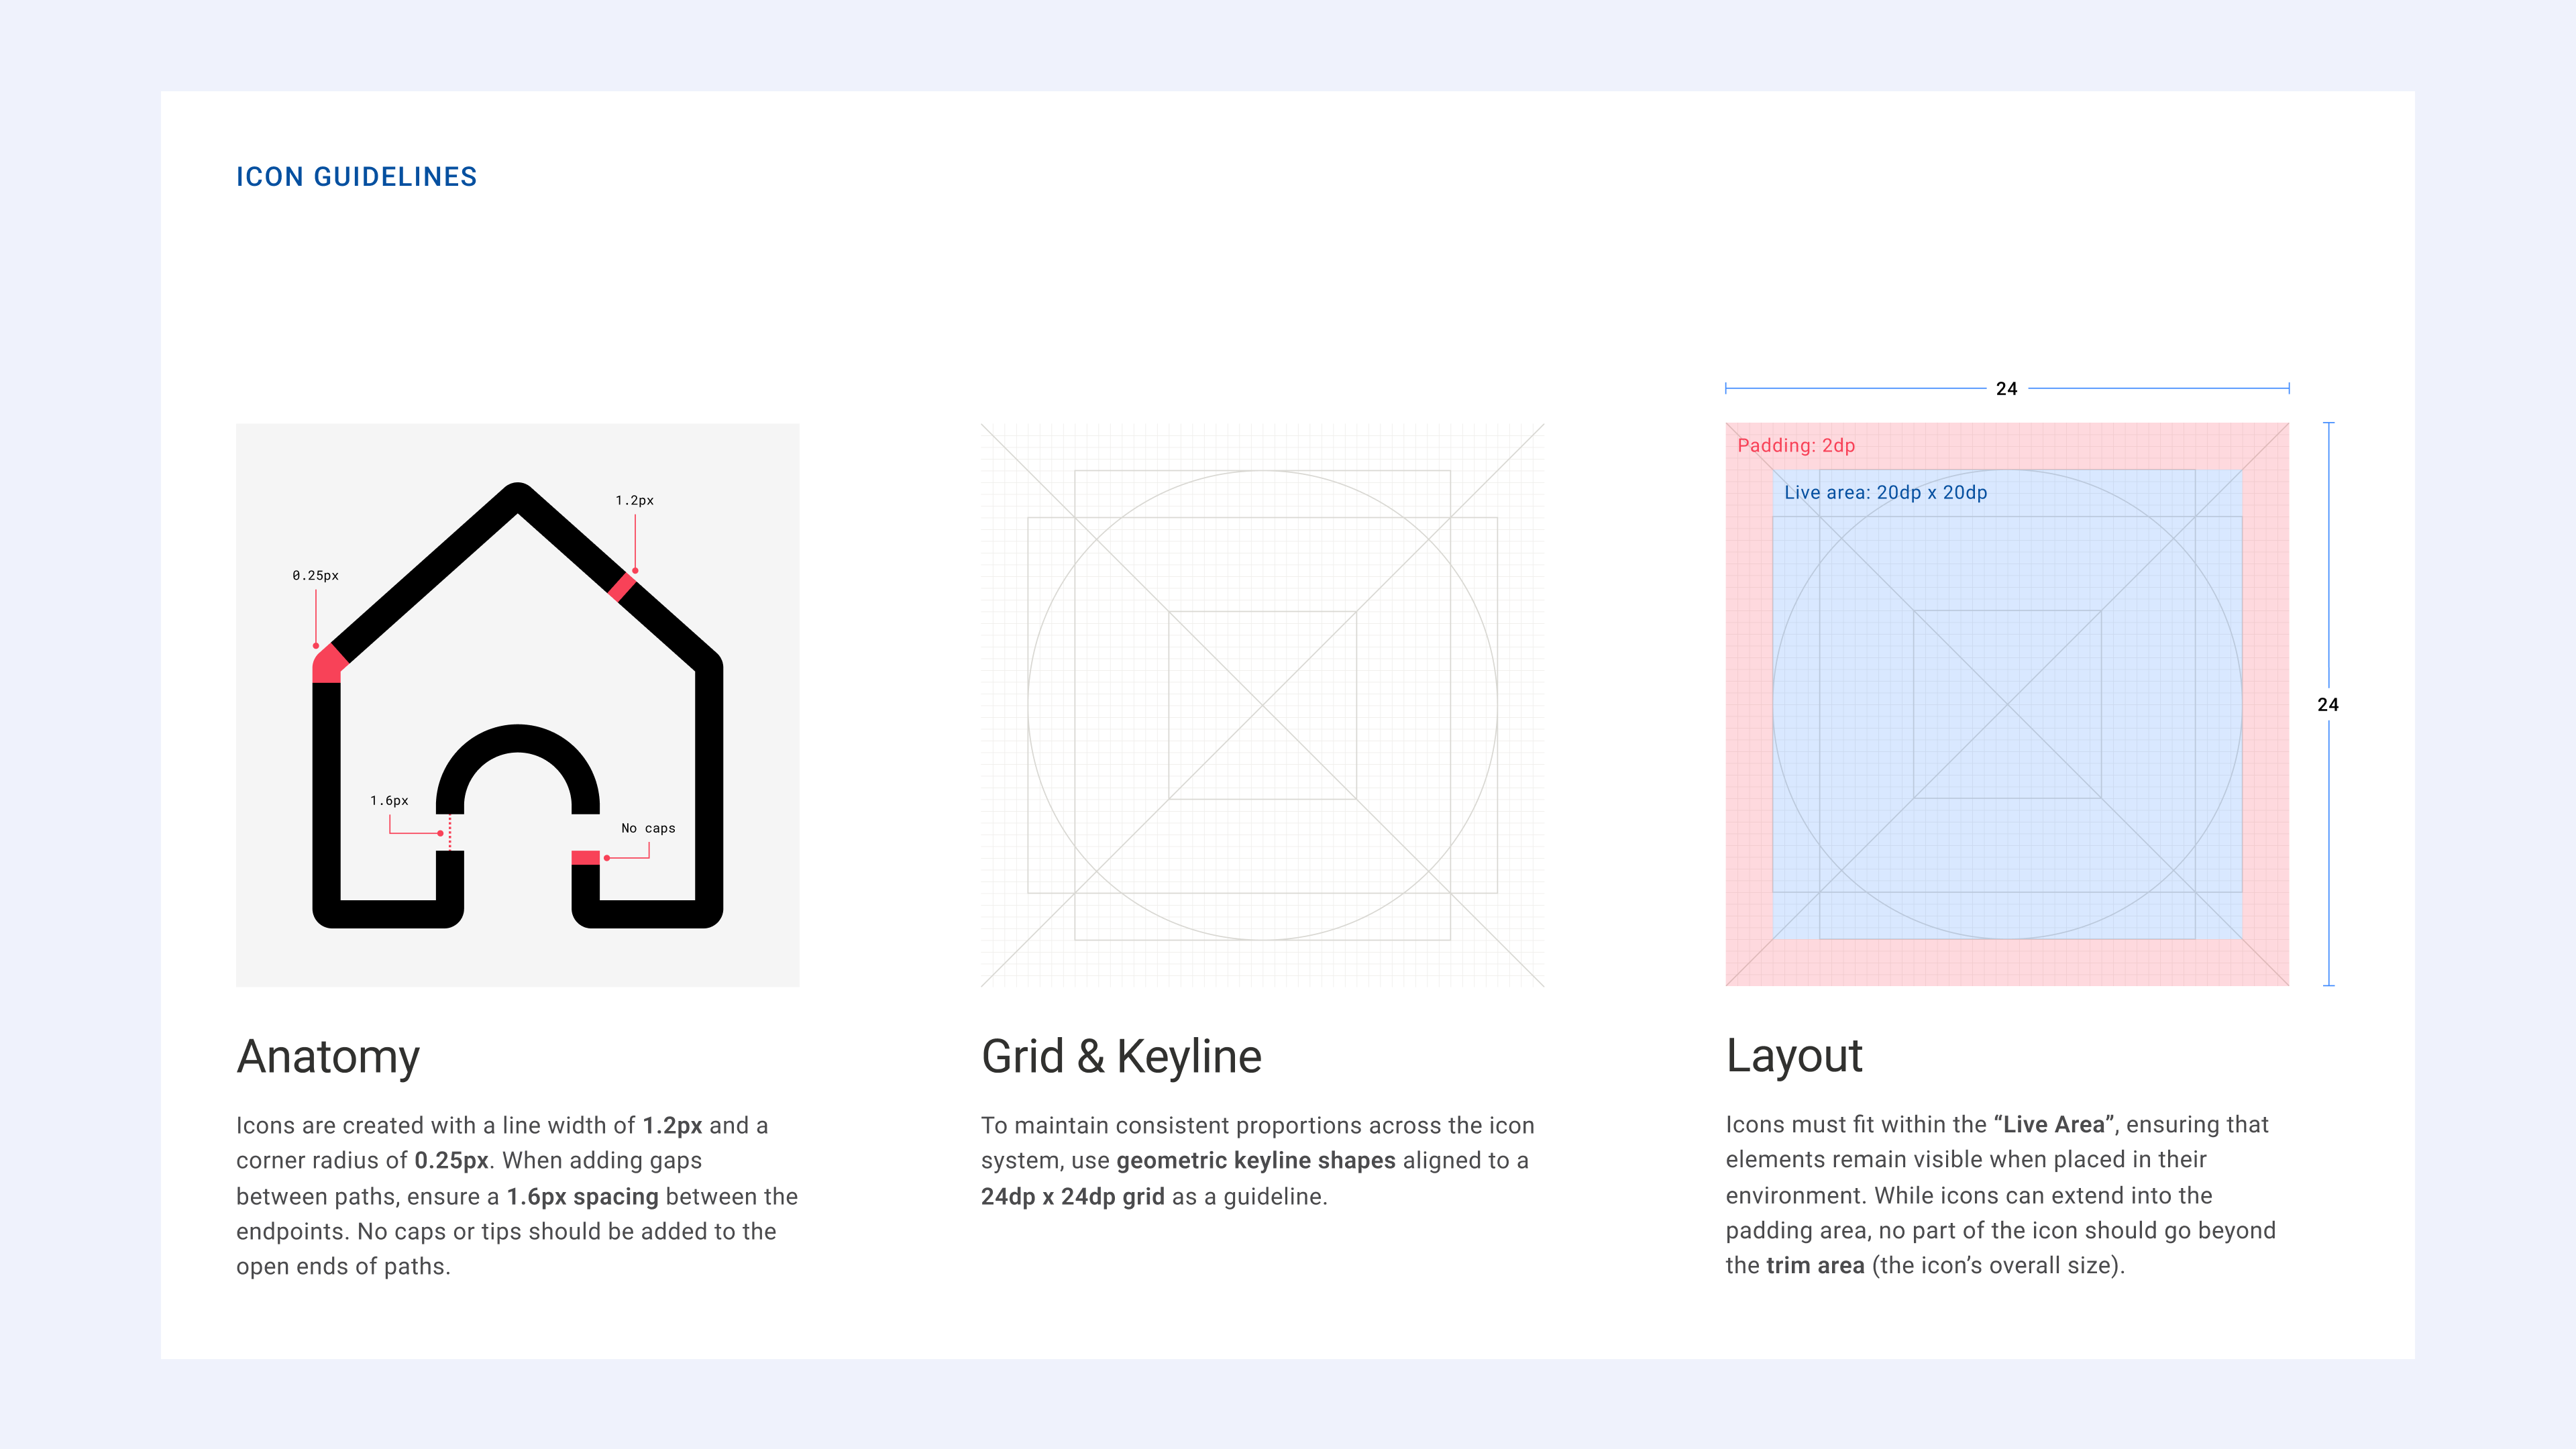 ICON GUIDELINES
1.2px
0.25px
1.6px
No caps
Anatomy
Icons are created with a line width of 1.2px and a
corner radius of 0.25px. When adding gaps
between paths, ensure a 1.6px spacing between the
endpoints. No caps or tips should be added to the
open ends of paths.
Grid & Keyline
To maintain consistent proportions across the icon
system, use geometric keyline shapes aligned to a
24dp x 24dp grid as a guideline.
24
Padding: 2dp
Live area: 20dp x 20dp
24
Layout
Icons must fit within the “Live Area”, ensuring that
elements remain visible when placed in their
environment. While icons can extend into the
padding area, no part of the icon should go beyond
the trim area (the icon’s overall size).